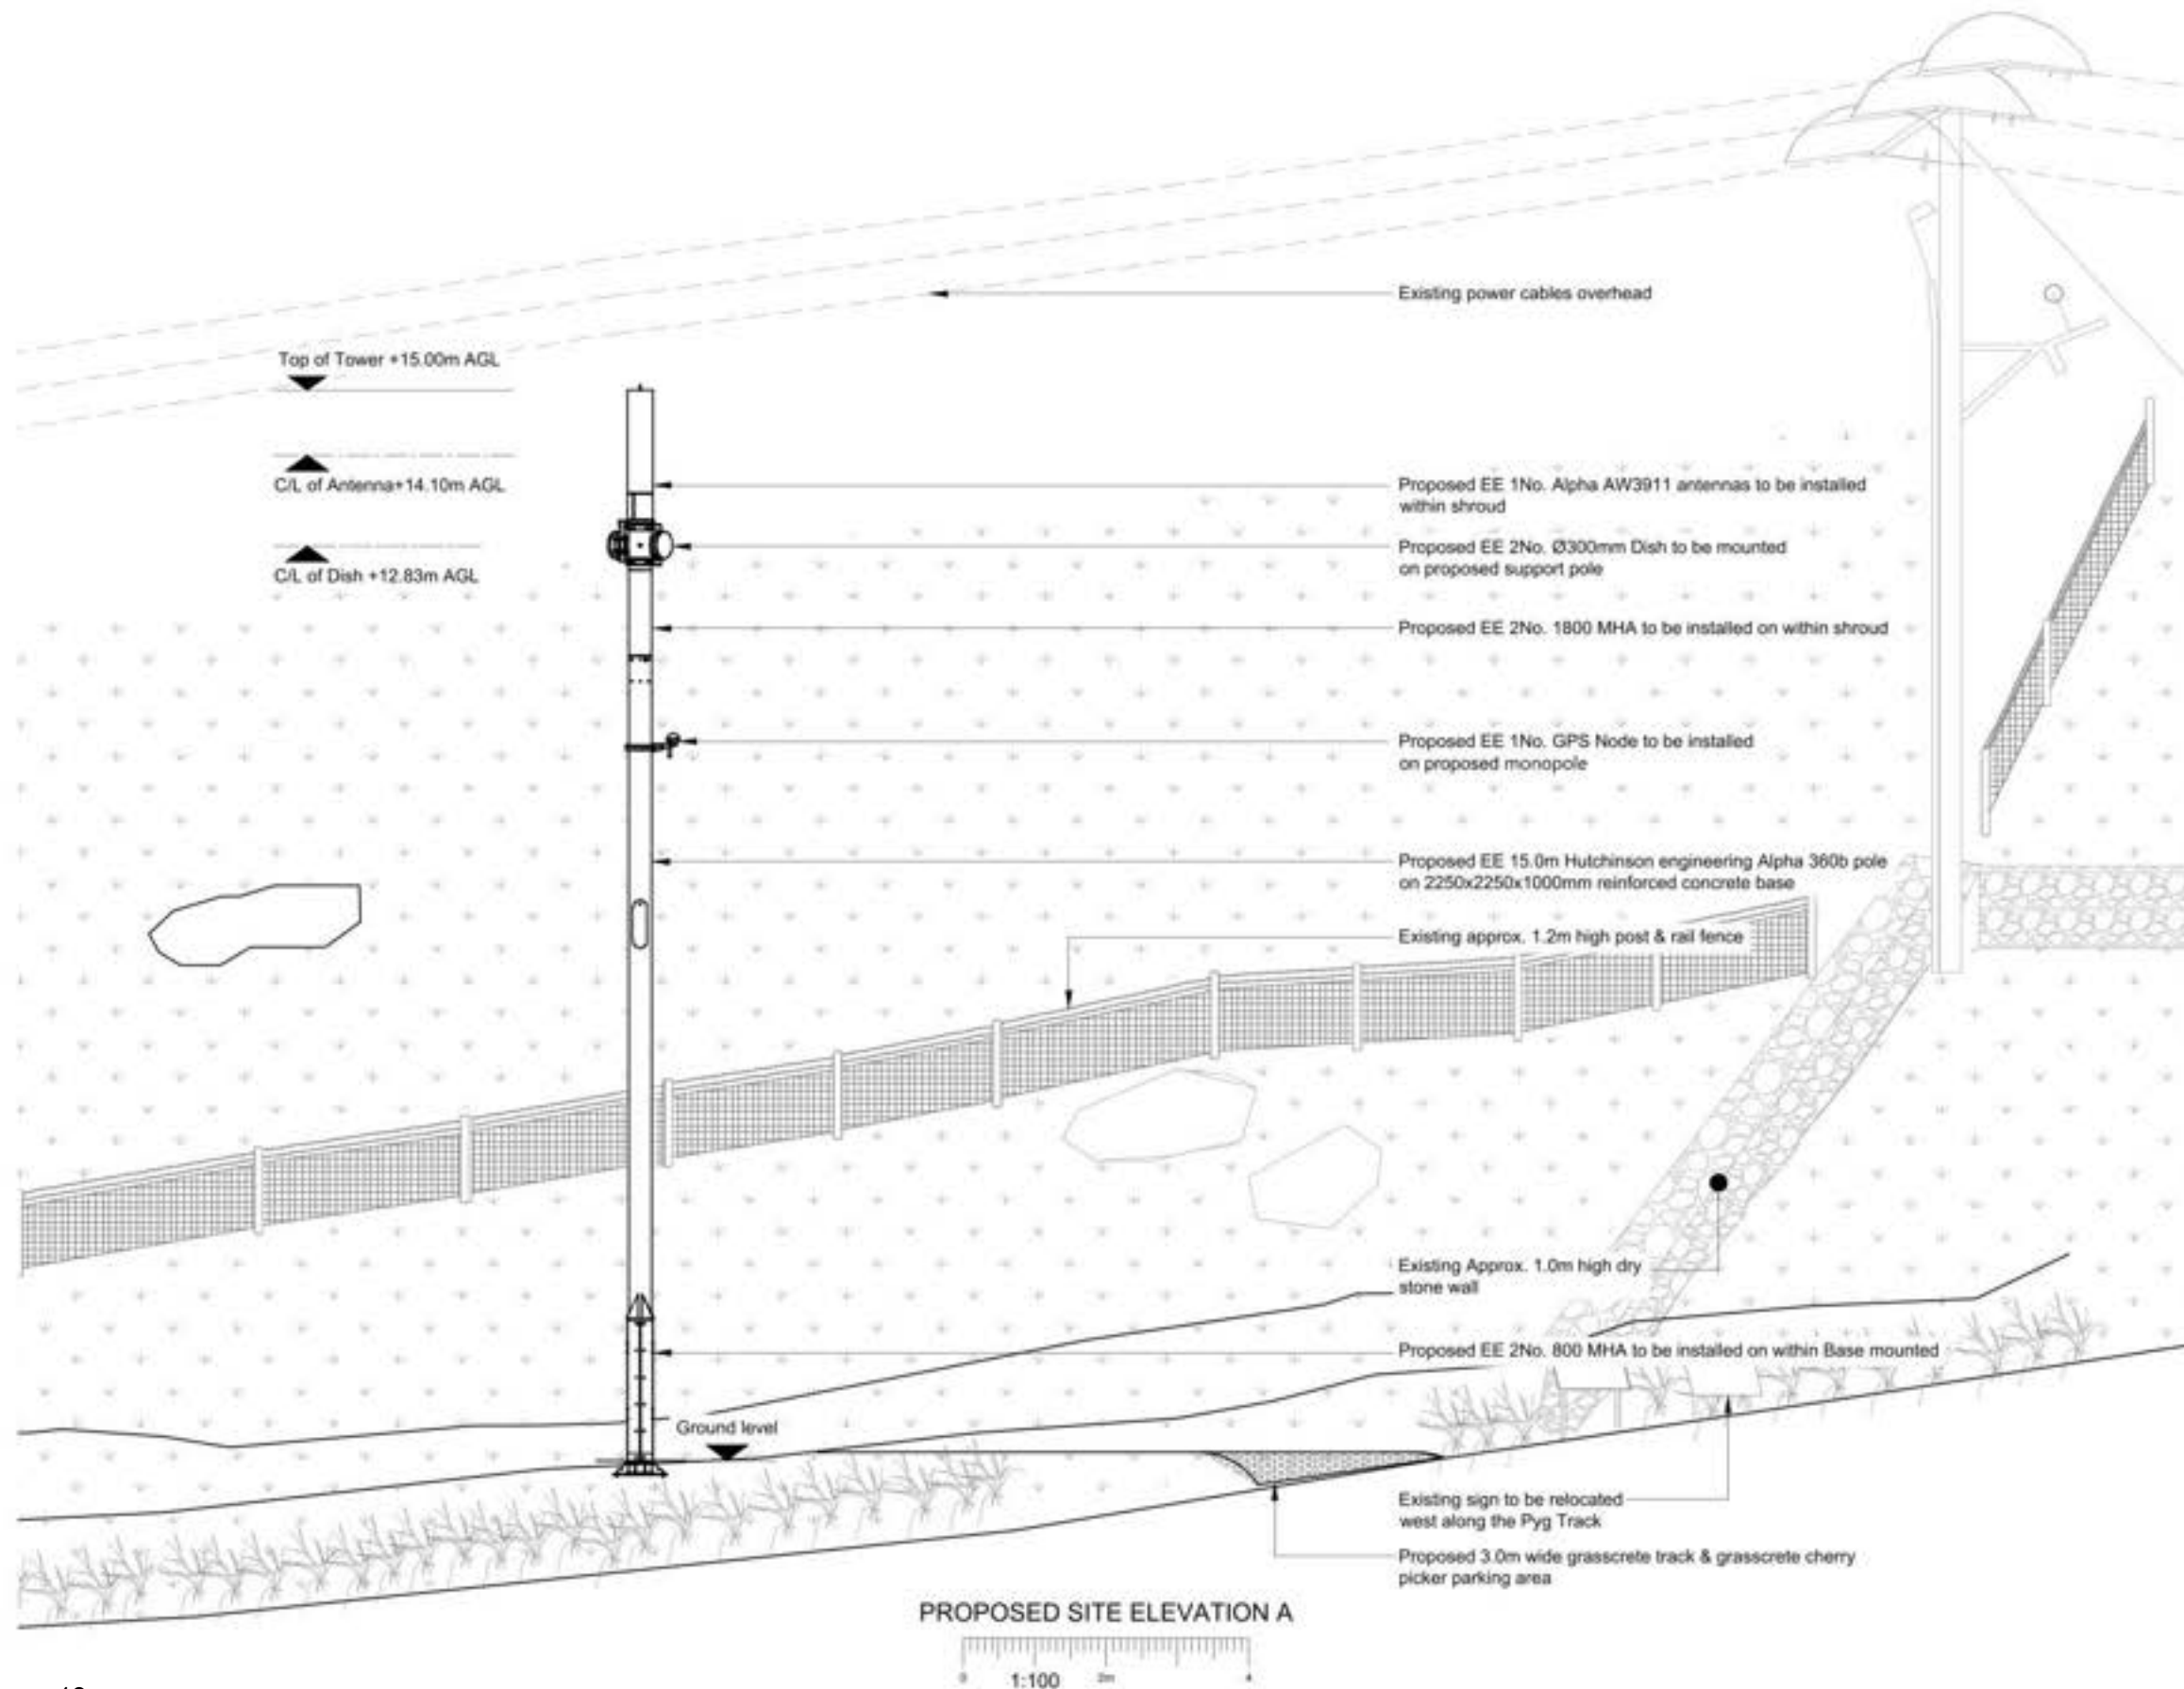 Existing power cables overhead
Top of Tower +15.00m AGL
C/L of Antenna+14.10m AGL
Proposed EE 1No. Alpha AW3911 antennas to be installed
within shroud
C/L of Dish +12.83m AGL
Proposed EE 2No. Ø300mm Dish to be mounted
on proposed support pole
Proposed EE 2No. 1800 MHA to be installed on within shroud
Proposed EE 1No. GPS Node to be installed
on proposed monopole
Proposed EE 15.0m Hutchinson engineering Alpha 360b pole
on 2250x2250x1000mm reinforced concrete base
Existing approx. 1.2m high post & rail fence
Existing Approx. 1.0m high dry
stone wall
Proposed EE 2No. 800 MHA to be installed on within Base mounted
Ground level
Existing sign to be relocated
west along the Pyg Track
Proposed 3.0m wide grasscrete track & grasscrete cherry
picker parking area
PROPOSED SITE ELEVATION A
0 2m 4
1:100